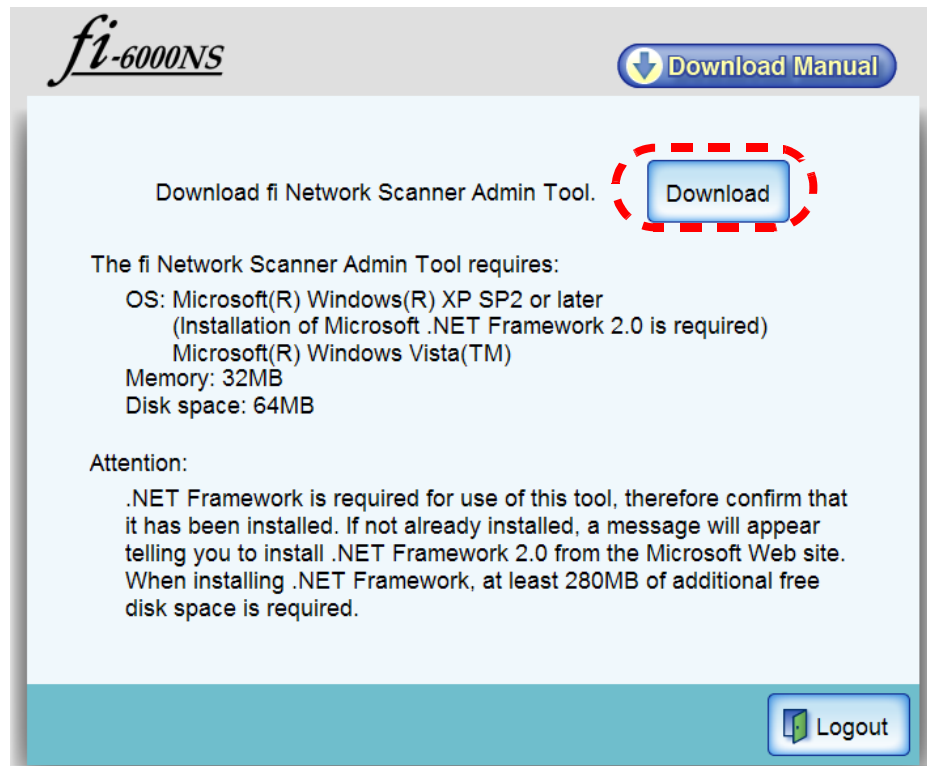 fi-6000NS
Download Manual
Download fi Network Scanner Admin Tool.
Download
The fi Network Scanner Admin Tool requires:
OS: Microsoft(R) Windows(R) XP SP2 or later
(Installation of Microsoft .NET Framework 2.0 is required)
Microsoft(R) Windows Vista(TM)
Memory: 32MB
Disk space: 64MB
Attention:
.NET Framework is required for use of this tool, therefore confirm that
it has been installed. If not already installed, a message will appear
telling you to install .NET Framework 2.0 from the Microsoft Web site.
When installing .NET Framework, at least 280MB of additional free
disk space is required.
Logout